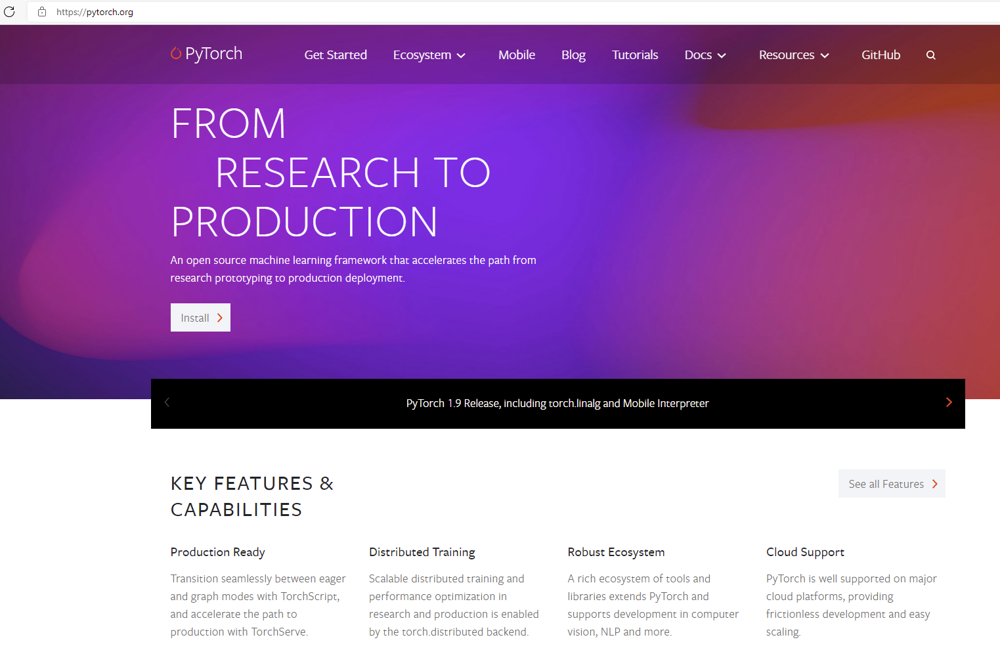 https://pytorch.org
PyTorch
Get Started
Ecosystem
Mobile
Blog
Tutorials
Docs
Resources
GitHub
FROM
RESEARCH TO
PRODUCTION
An open source machine learning framework that accelerates the path from
research prototyping to production deployment.
Install
PyTorch 1.9 Release, including torch.linalg and Mobile Interpreter
KEY FEATURES &
CAPABILITIES
See all Features
Production Ready
Transition seamlessly between eager
and graph modes with TorchScript,
and accelerate the path to
production with TorchServe.
Distributed Training
Scalable distributed training and
performance optimization in
research and production is enabled
by the torch.distributed backend.
Robust Ecosystem
A rich ecosystem of tools and
libraries extends PyTorch and
supports development in computer
vision, NLP and more.
Cloud Support
PyTorch is well supported on major
cloud platforms, providing
frictionless development and easy
scaling.